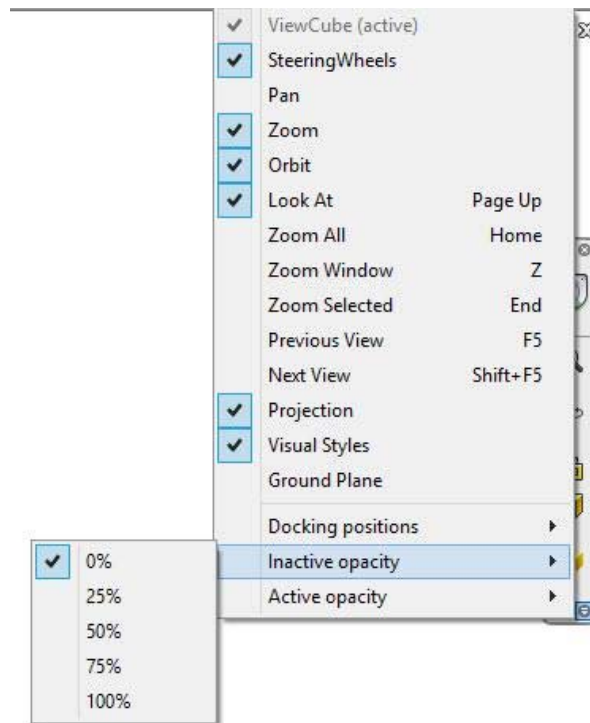 ViewCube (active)
SteeringWheels
Pan
Zoom
Orbit
Look At Page Up
Zoom All Home
Zoom Window Z
Zoom Selected End
Previous View F5
Next View Shift+F5
Projection
Visual Styles
Ground Plane
Docking positions
Inactive opacity
Active opacity
0%
25%
50%
75%
100%